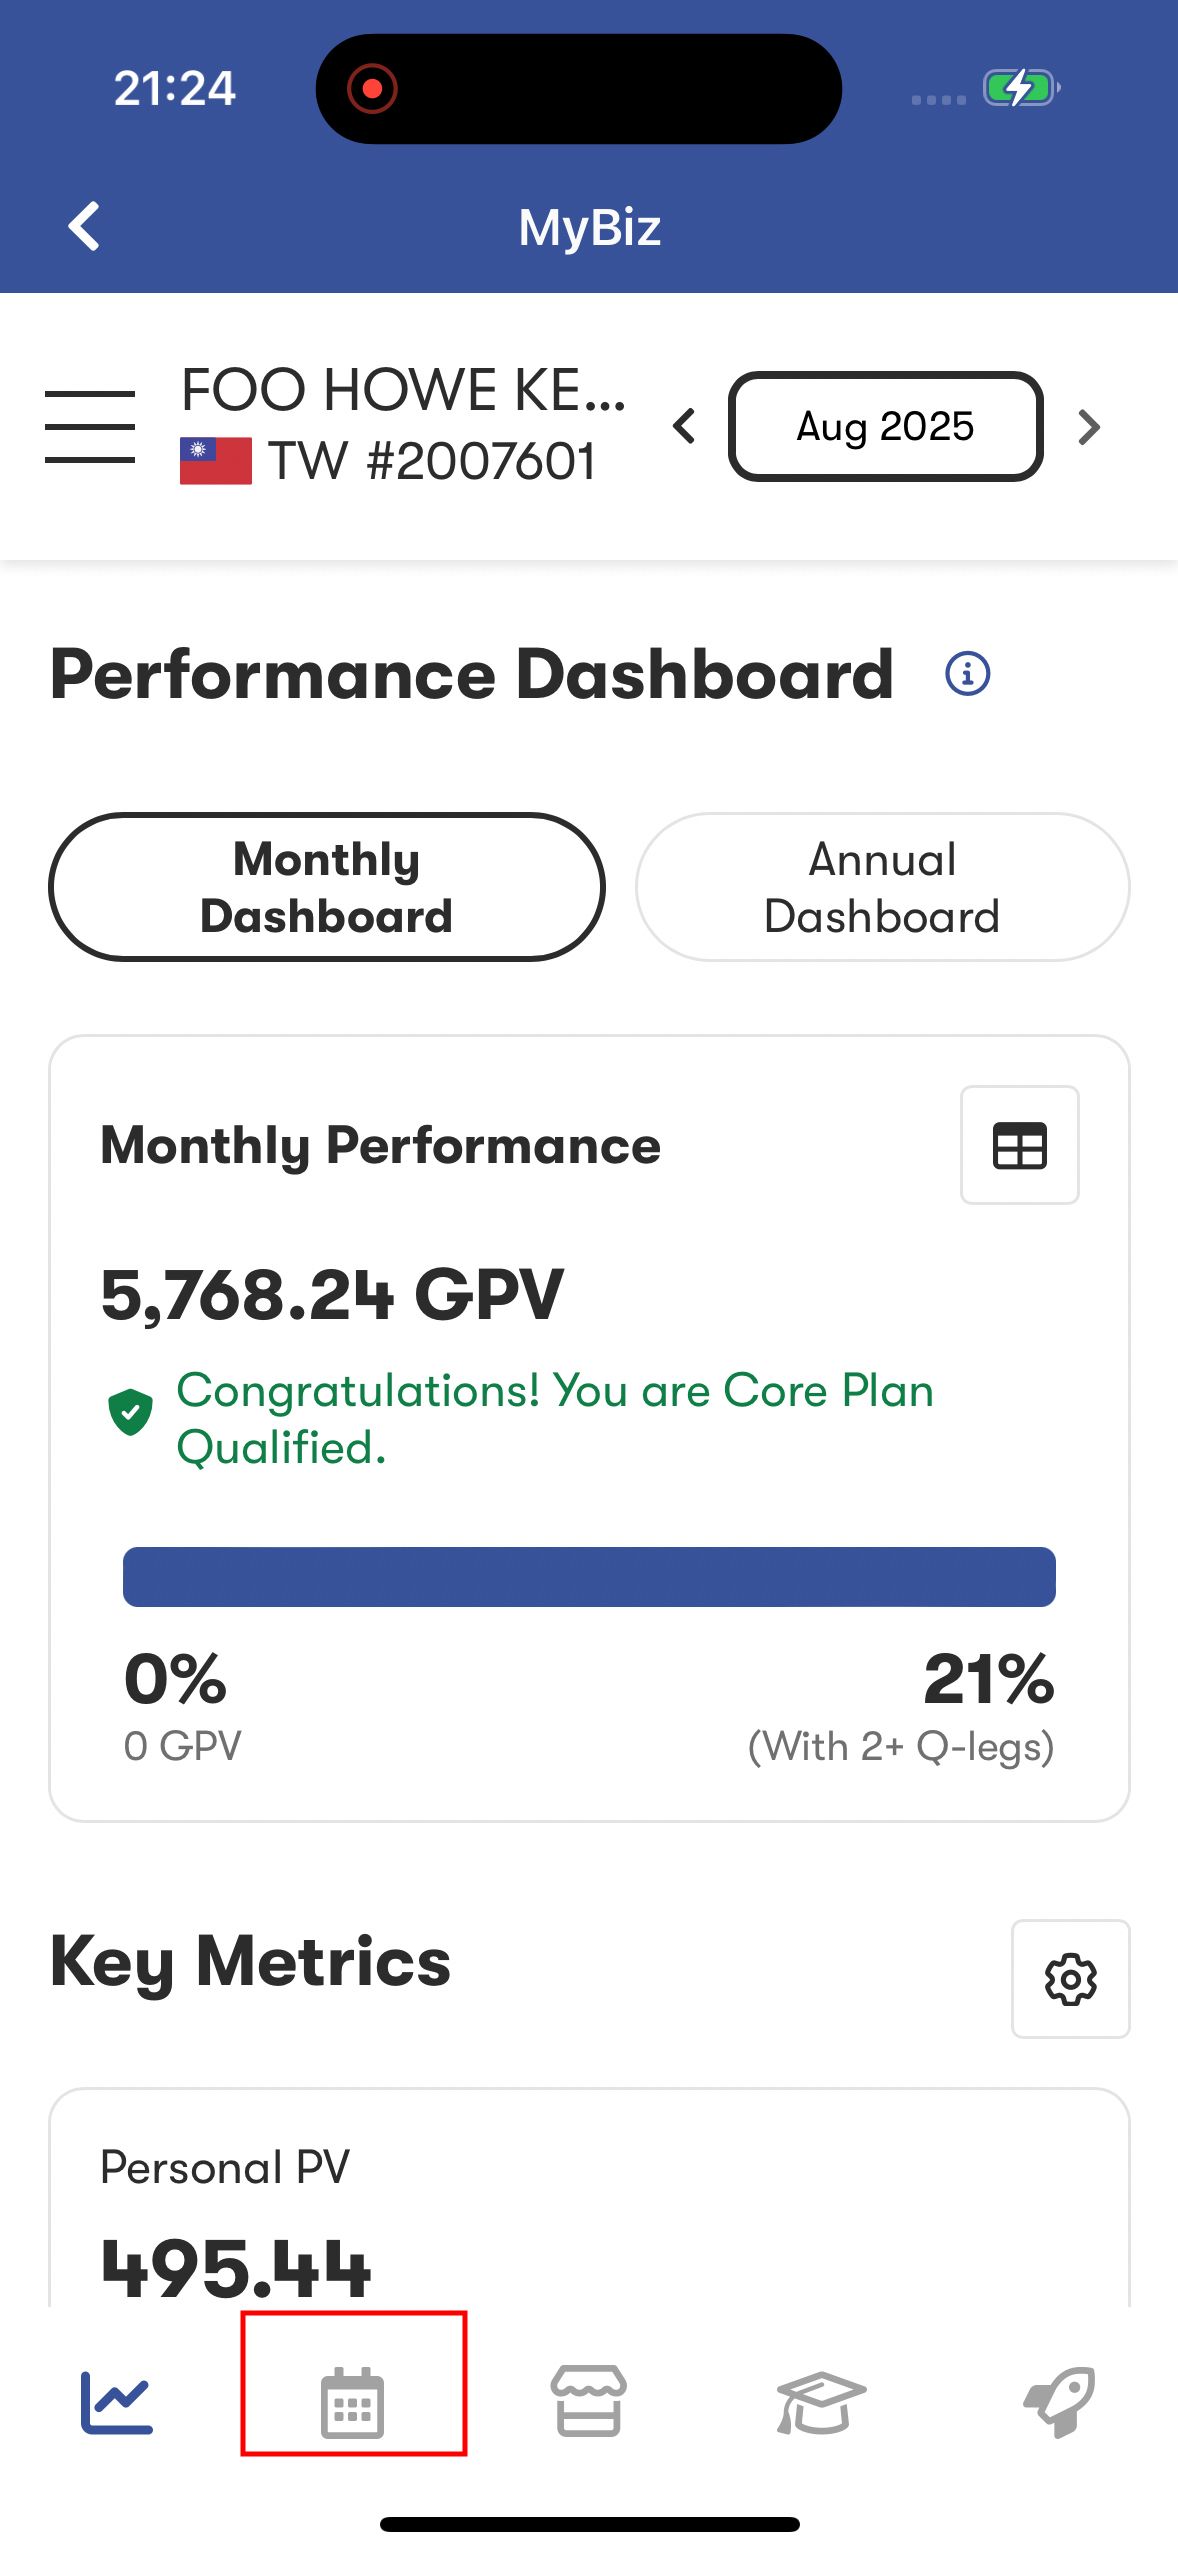 21:24
MyBiz
FOO HOWE KE...
TW #2007601
Aug 2025
Performance Dashboard
Monthly
Dashboard
Annual
Dashboard
Monthly Performance
5,768.24 GPV
Congratulations! You are Core Plan
Qualified.
0%
21%
0 GPV
(With 2+ Q-legs)
Key Metrics
Personal PV
495.44